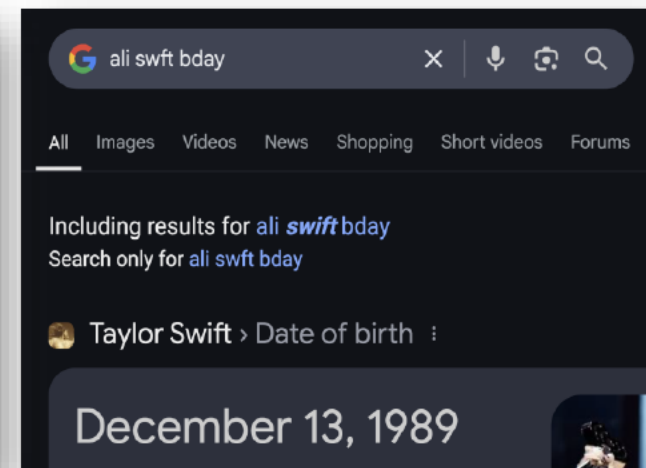 ali swft bday
All Images Videos News Shopping Short videos Forums
Including results for ali swift bday
Search only for ali swft bday
Taylor Swift › Date of birth
December 13, 1989